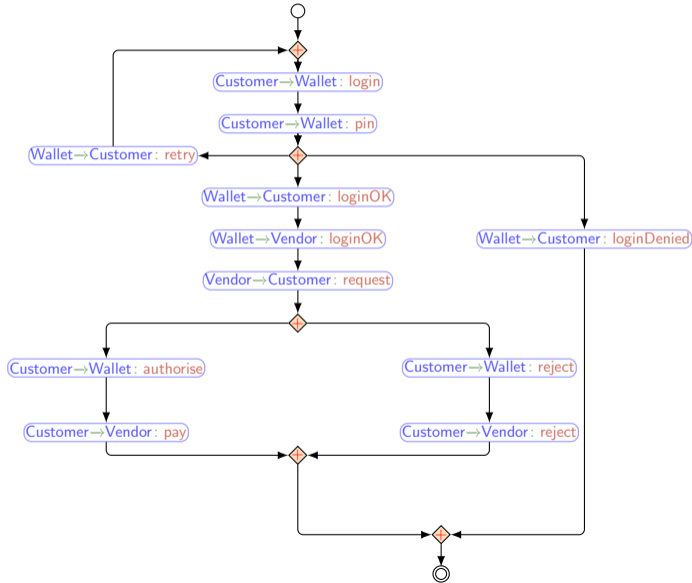 Customer→Wallet: login
Customer→Wallet: pin
Wallet→Customer: retry
Wallet→Customer: loginOK
Wallet→Vendor: loginOK
Wallet→Customer: loginDenied
Vendor→Customer: request
Customer→Wallet: authorise
Customer→Wallet: reject
Customer→Vendor: pay
Customer→Vendor: reject